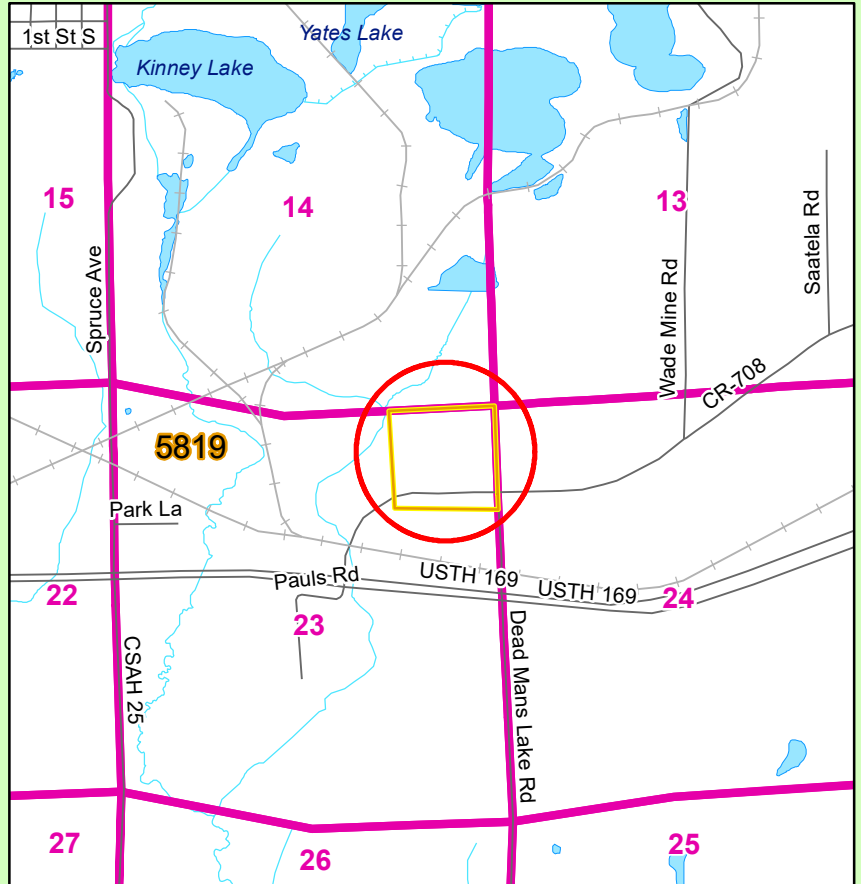 1st St S
Yates Lake
Kinney Lake
15
14
13
Saatela Rd
Spruce Ave
Wade Mine Rd
CR-708
5819
Park La
Pauls Rd
USTH 169
USTH 169
22
23
24
CSAH 25
Dead Mans Lake Rd
27
26
25